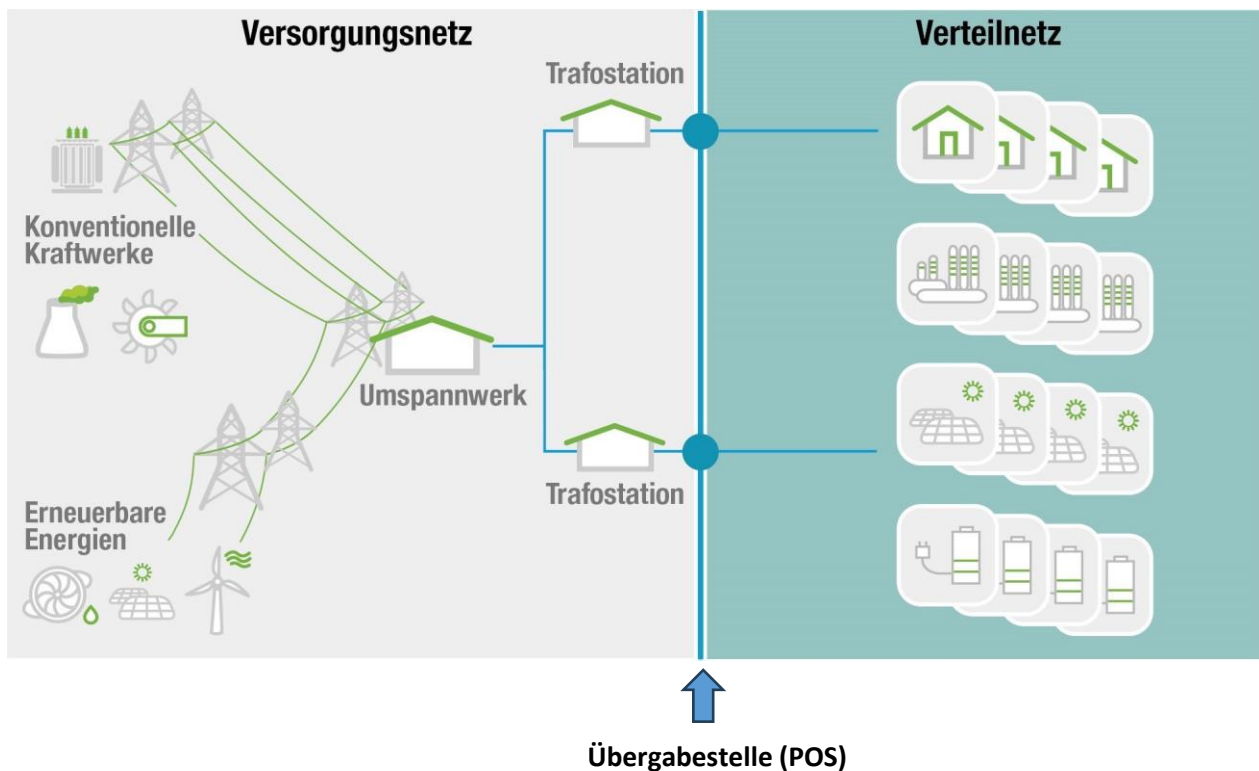 Versorgungsnetz
Verteilnetz
Trafostation
Konventionelle
Kraftwerke
Umspannwerk
Trafostation
Erneuerbare
Energien
Übergabestelle (POS)